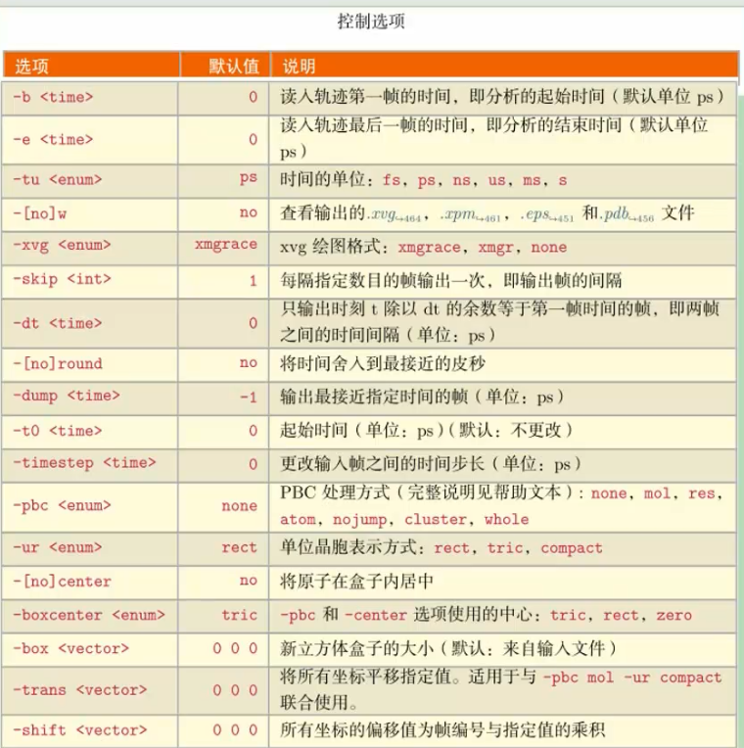 控制选项
选项 默认值 说明
-b <time> 0 读入轨迹第一帧的时间，即分析的起始时间（默认单位 ps）
-e <time> 0 读入轨迹最后一帧的时间，即分析的结束时间（默认单位
ps）
-tu <enum> ps 时间的单位：fs, ps, ns, us, ms, s
-[no]w no 查看输出的.xvg↪464, .xpm↪461, .eps↪451 和.pdb↪456 文件
-xvg <enum> xmgrace xvg 绘图格式：xmgrace, xmgr, none
-skip <int> 1 每隔指定数目的帧输出一次，即输出帧的间隔
-dt <time> 0 只输出时刻 t 除以 dt 的余数等于第一帧时间的帧，即两帧
之间的时间间隔（单位：ps）
-[no]round no 将时间舍入到最接近的皮秒
-dump <time> -1 输出最接近指定时间的帧（单位：ps）
-t0 <time> 0 起始时间（单位：ps）（默认：不更改）
-timestep <time> 0 更改输入帧之间的时间步长（单位：ps）
-pbc <enum> none PBC 处理方式（完整说明见帮助文本）：none, mol, res,
atom, nojump, cluster, whole
-ur <enum> rect 单位晶胞表示方式：rect, tric, compact
-[no]center no 将原子在盒子内居中
-boxcenter <enum> tric -pbc 和 -center 选项使用的中心：tric, rect, zero
-box <vector> 0 0 0 新立方体盒子的大小（默认：来自输入文件）
-trans <vector> 0 0 0 将所有坐标平移指定值。适用于与 -pbc mol -ur compact
联合使用。
-shift <vector> 0 0 0 所有坐标的偏移值为帧编号与指定值的乘积